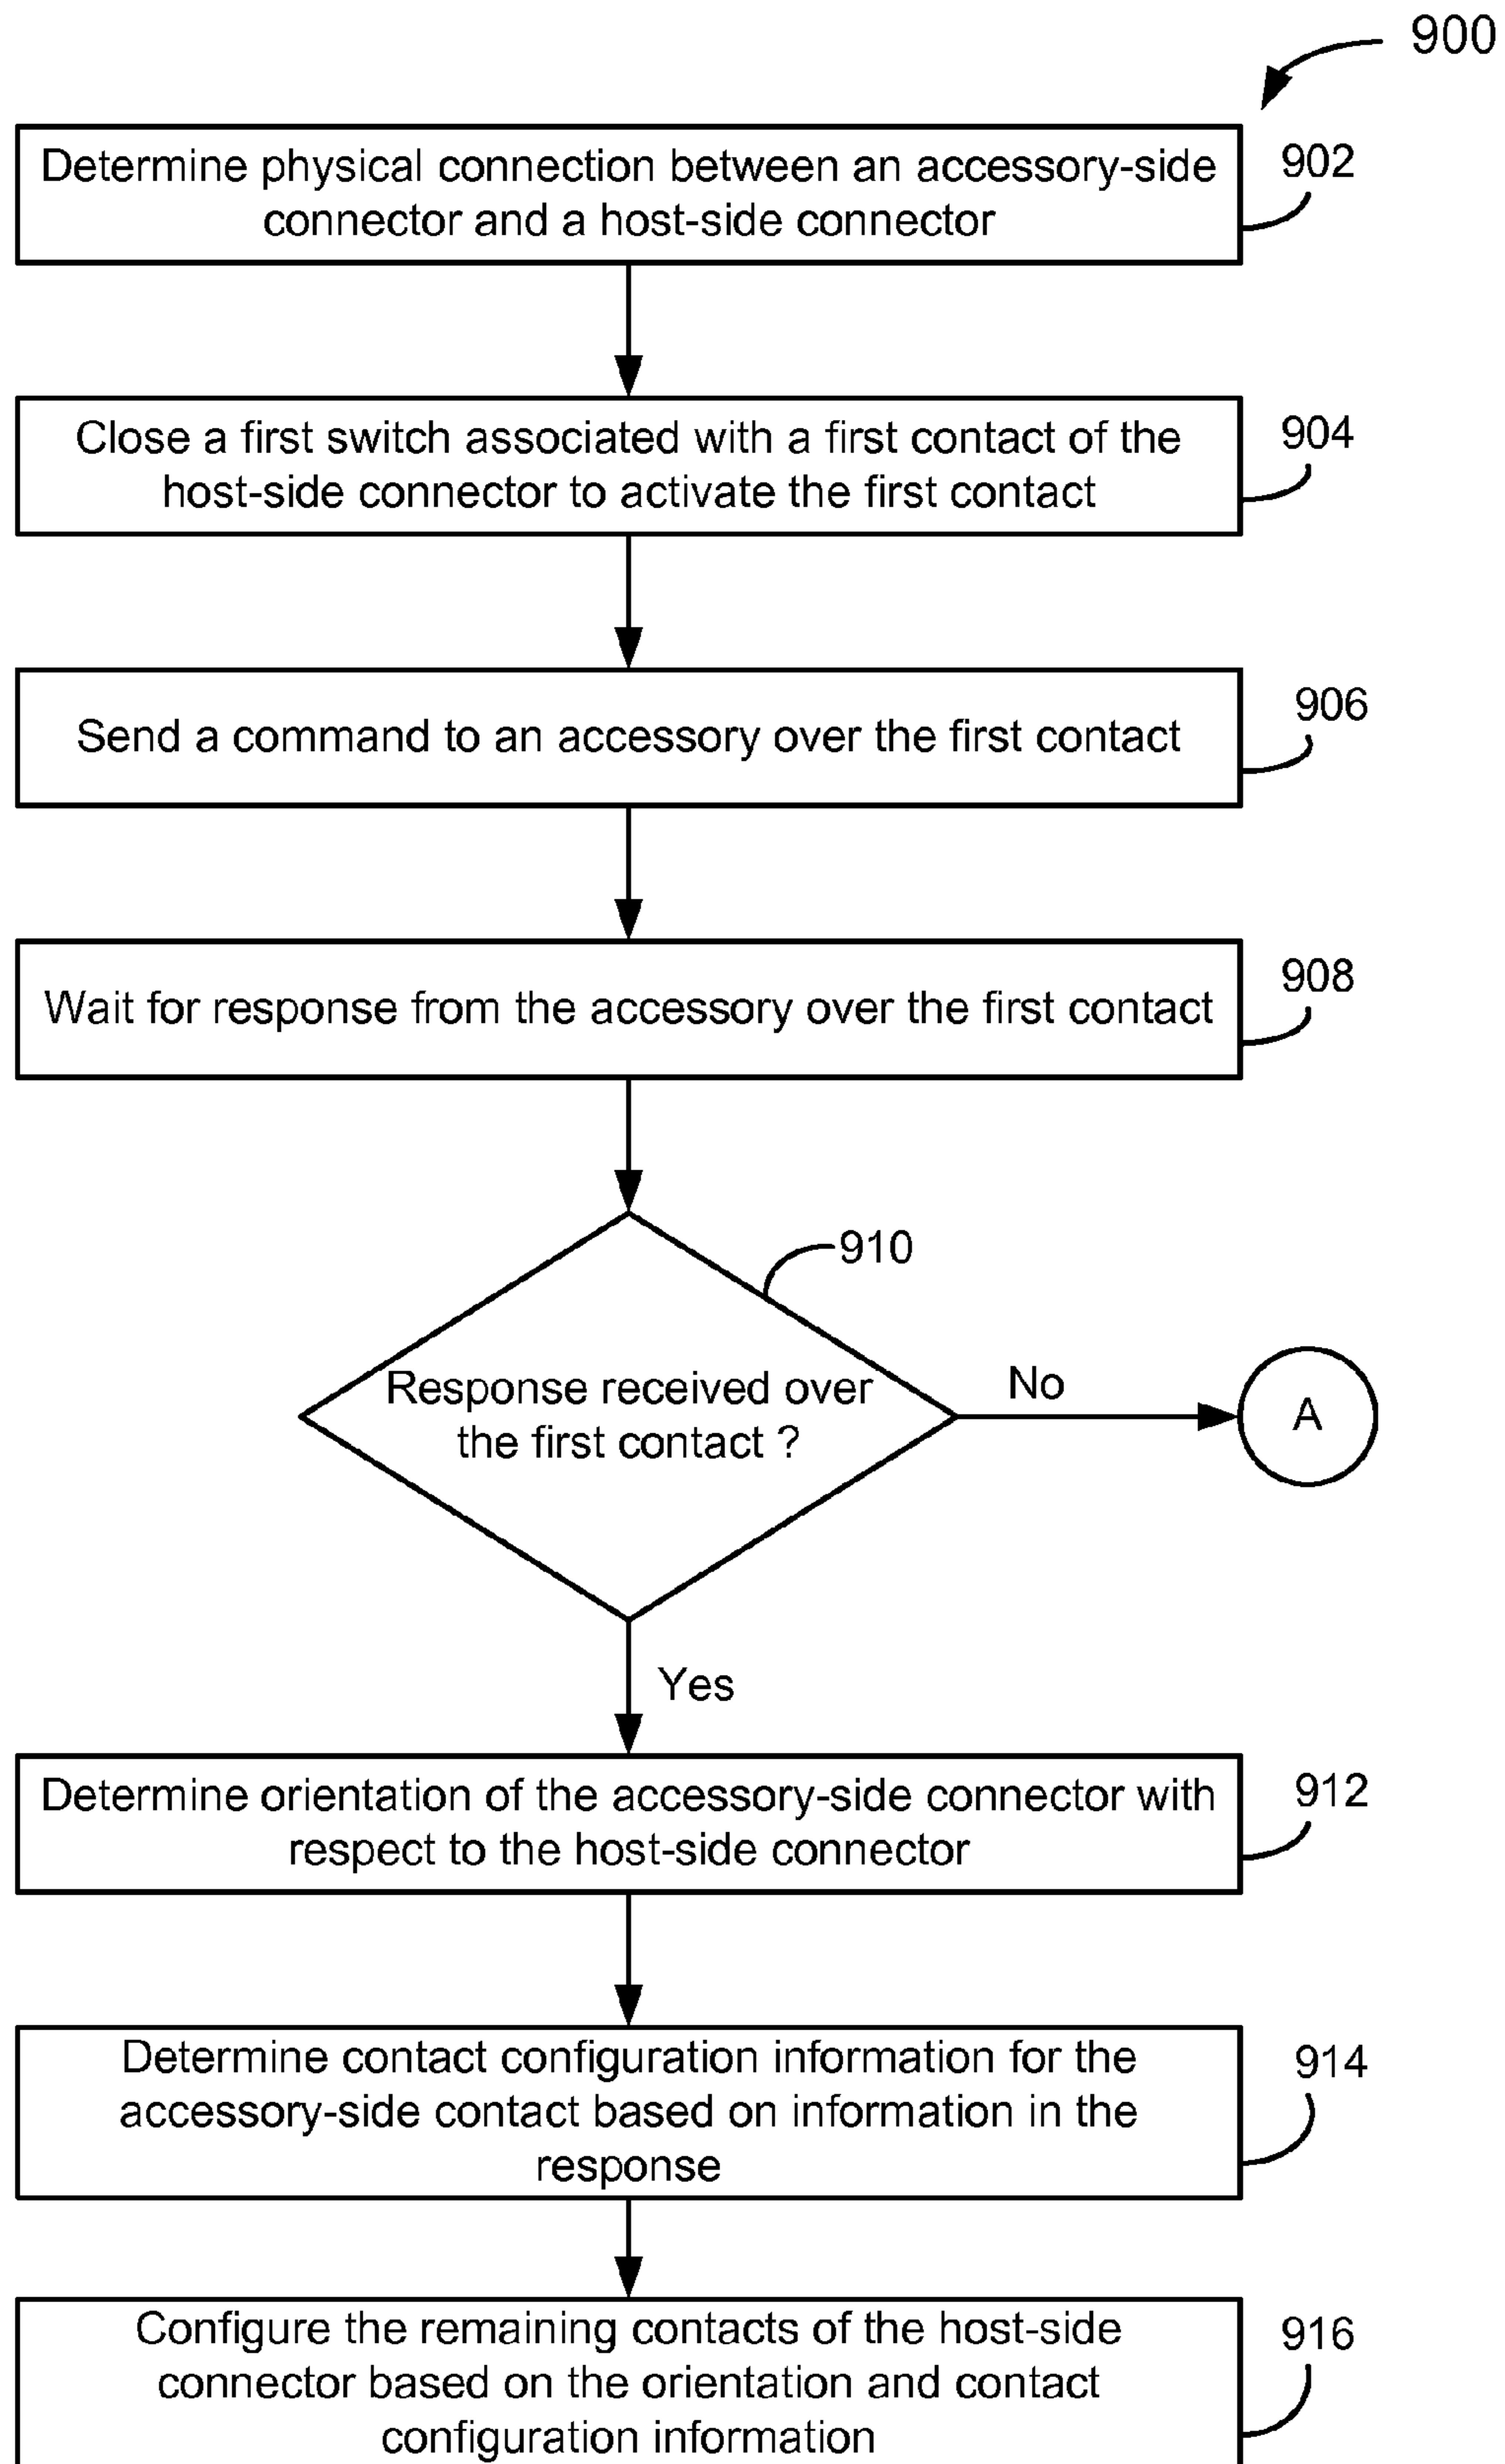 900
Determine physical connection between an accessory-side
connector and a host-side connector
902
Close a first switch associated with a first contact of the
host-side connector to activate the first contact
904
Send a command to an accessory over the first contact
906
Wait for response from the accessory over the first contact
908
910
Response received over
the first contact ?
No
A
Yes
Determine orientation of the accessory-side connector with
respect to the host-side connector
912
Determine contact configuration information for the
accessory-side contact based on information in the
response
914
Configure the remaining contacts of the host-side
connector based on the orientation and contact
configuration information
916